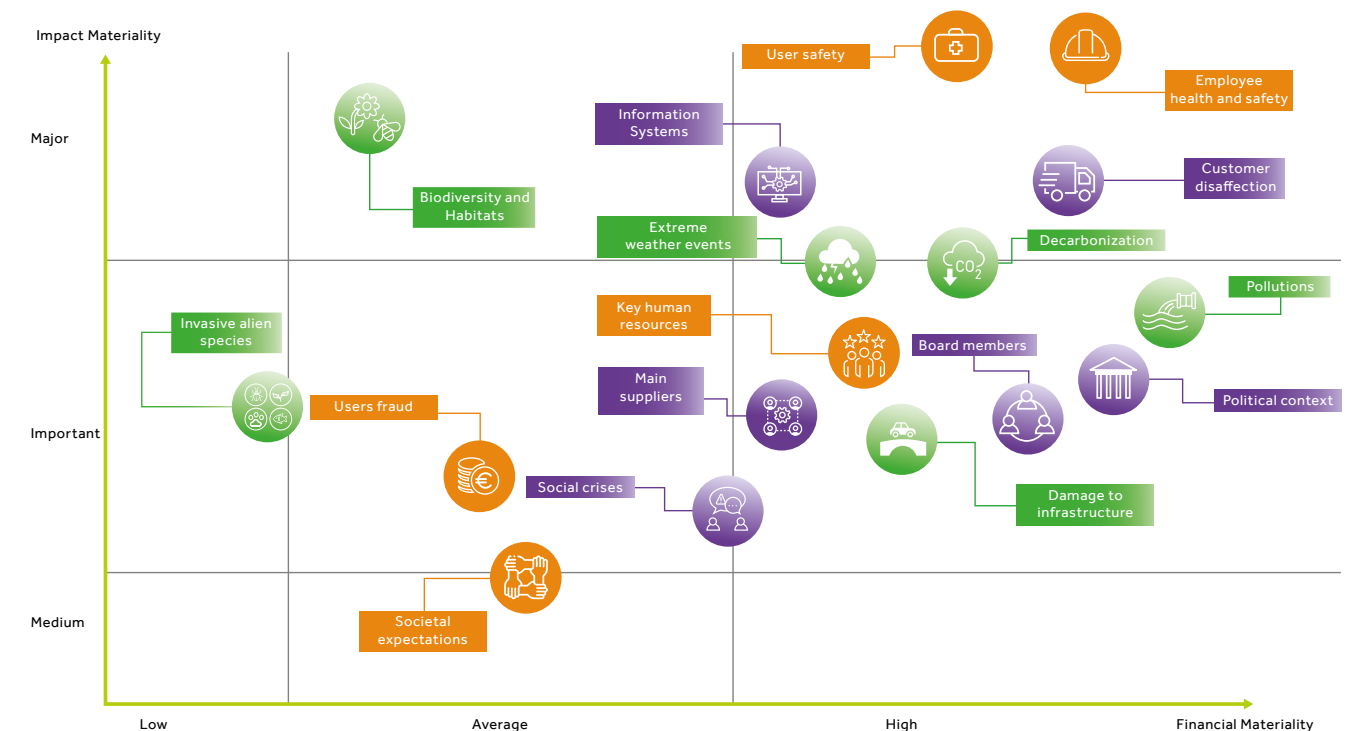 Impact Materiality
User safety
Employee
health and safety
Information
Systems
Major
Customer
disaffection
Biodiversity and
Habitats
Extreme
weather events
Decarbonization
CO2
Pollutions
Key human
resources
Invasive alien
species
Board members
Main
suppliers
Political context
Users fraud
Important
€
Social crises
Damage to
infrastructure
Societal
expectations
Medium
Low
Average
High
Financial Materiality